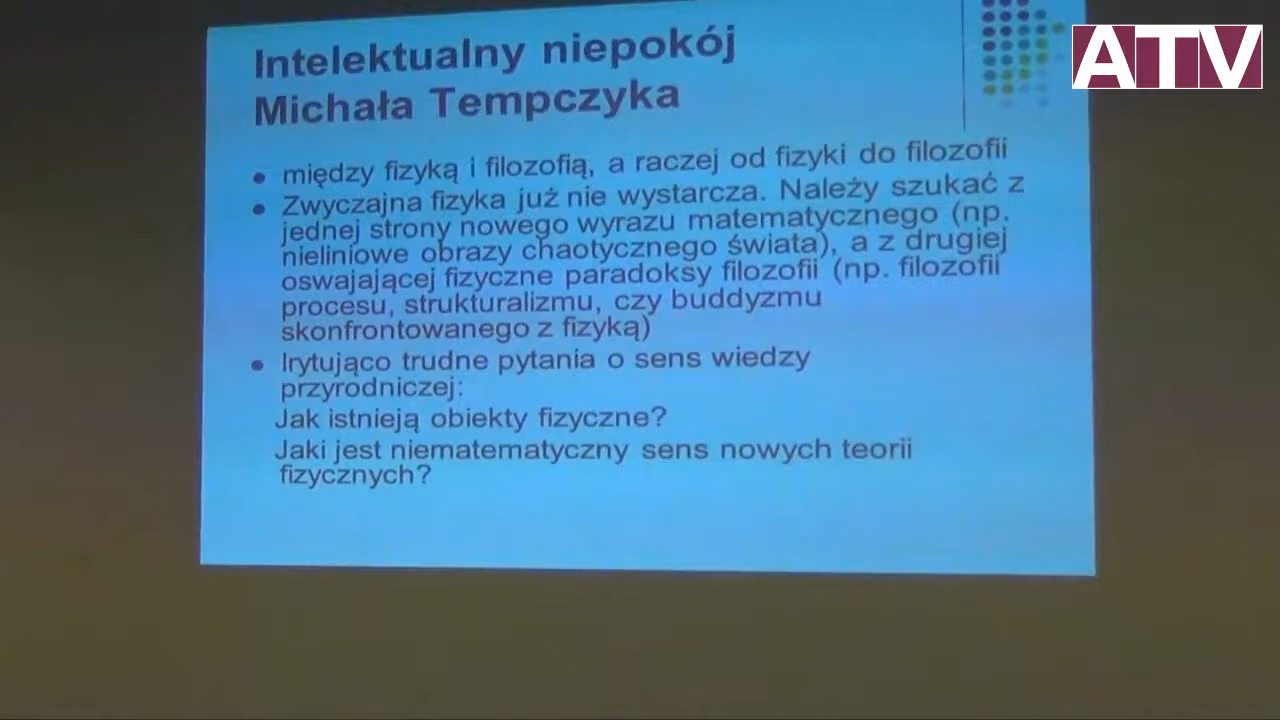 ATV
Intelektualny niepokój
Michała Tempczyka
• między fizyką i filozofią, a raczej od fizyki do filozofii
• Zwyczajna fizyka już nie wystarcza. Należy szukać z
jednej strony nowego wyrazu matematycznego (np.
nieliniowe obrazy chaotycznego świata), a z drugiej
oswajającej fizyczne paradoksy filozofii (np. filozofii
procesu, strukturalizmu, czy buddyzmu
skonfrontowanego z fizyką)
• Irytująco trudne pytania o sens wiedzy
przyrodniczej:
Jak istnieją obiekty fizyczne?
Jaki jest niematematyczny sens nowych teorii
fizycznych?